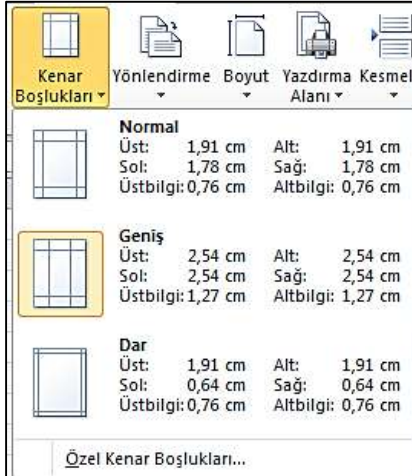 Kenar Boşlukları
Yönlendirme
Boyut
Yazdırma Alanı
Kesmel
Normal
Üst: 1,91 cm Alt: 1,91 cm
Sol: 1,78 cm Sağ: 1,78 cm
Üstbilgi: 0,76 cm Altbilgi: 0,76 cm
Geniş
Üst: 2,54 cm Alt: 2,54 cm
Sol: 2,54 cm Sağ: 2,54 cm
Üstbilgi: 1,27 cm Altbilgi: 1,27 cm
Dar
Üst: 1,91 cm Alt: 1,91 cm
Sol: 0,64 cm Sağ: 0,64 cm
Üstbilgi: 0,76 cm Altbilgi: 0,76 cm
Özel Kenar Boşlukları...